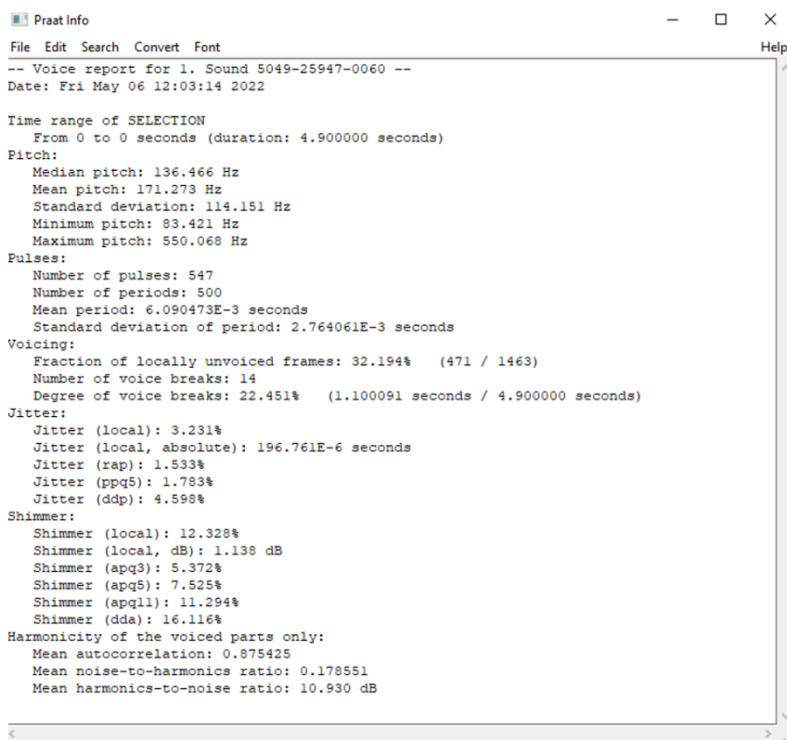 Praat Info
File Edit Search Convert Font Help
-- Voice report for 1. Sound 5049-25947-0060 --
Date: Fri May 06 12:03:14 2022
Time range of SELECTION
From 0 to 0 seconds (duration: 4.900000 seconds)
Pitch:
Median pitch: 136.466 Hz
Mean pitch: 171.273 Hz
Standard deviation: 114.151 Hz
Minimum pitch: 83.421 Hz
Maximum pitch: 550.068 Hz
Pulses:
Number of pulses: 547
Number of periods: 500
Mean period: 6.090473E-3 seconds
Standard deviation of period: 2.764061E-3 seconds
Voicing:
Fraction of locally unvoiced frames: 32.194% (471 / 1463)
Number of voice breaks: 14
Degree of voice breaks: 22.451% (1.100091 seconds / 4.900000 seconds)
Jitter:
Jitter (local): 3.231%
Jitter (local, absolute): 196.761E-6 seconds
Jitter (rap): 1.533%
Jitter (ppq5): 1.783%
Jitter (ddp): 4.598%
Shimmer:
Shimmer (local): 12.328%
Shimmer (local, dB): 1.138 dB
Shimmer (apq3): 5.372%
Shimmer (apq5): 7.525%
Shimmer (apq11): 11.294%
Shimmer (dda): 16.116%
Harmonicity of the voiced parts only:
Mean autocorrelation: 0.875425
Mean noise-to-harmonics ratio: 0.178551
Mean harmonics-to-noise ratio: 10.930 dB